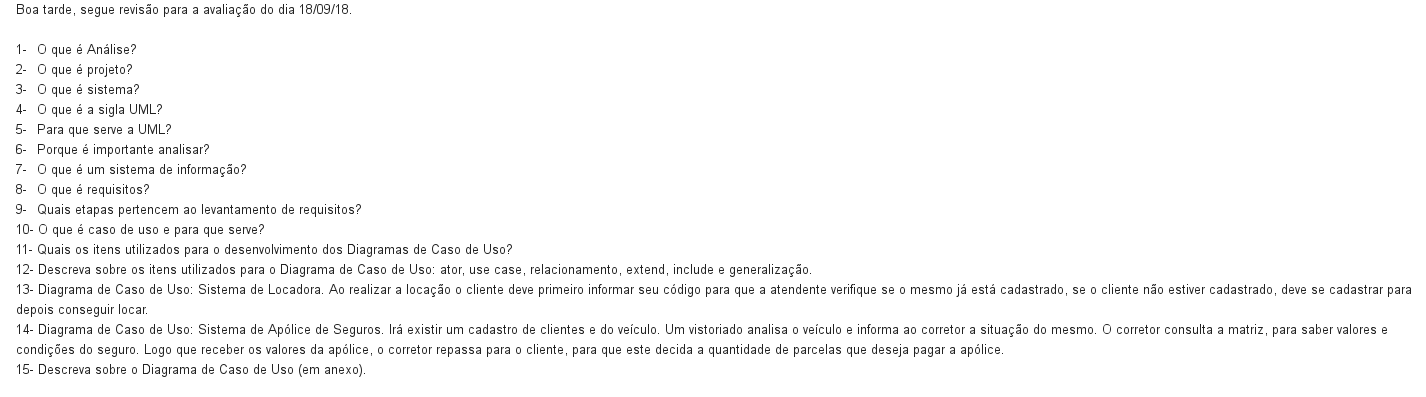 Boa tarde, segue revisão para a avaliação do dia 18/09/18.
1- O que é Análise?
2- O que é projeto?
3- O que é sistema?
4- O que é a sigla UML?
5- Para que serve a UML?
6- Porque é importante analisar?
7- O que é um sistema de informação?
8- O que é requisitos?
9- Quais etapas pertencem ao levantamento de requisitos?
10- O que é caso de uso e para que serve?
11- Quais os itens utilizados para o desenvolvimento dos Diagramas de Caso de Uso?
12- Descreva sobre os itens utilizados para o Diagrama de Caso de Uso: ator, use case, relacionamento, extend, include e generalização.
13- Diagrama de Caso de Uso: Sistema de Locadora. Ao realizar a locação o cliente deve primeiro informar seu código para que a atendente verifique se o mesmo já está cadastrado, se o cliente não estiver cadastrado, deve se cadastrar para
depois conseguir locar.
14- Diagrama de Caso de Uso: Sistema de Apólice de Seguros. Irá existir um cadastro de clientes e do veículo. Um vistoriado analisa o veículo e informa ao corretor a situação do mesmo. O corretor consulta a matriz, para saber valores e
condições do seguro. Logo que receber os valores da apólice, o corretor repassa para o cliente, para que este decida a quantidade de parcelas que deseja pagar a apólice.
15- Descreva sobre o Diagrama de Caso de Uso (em anexo).